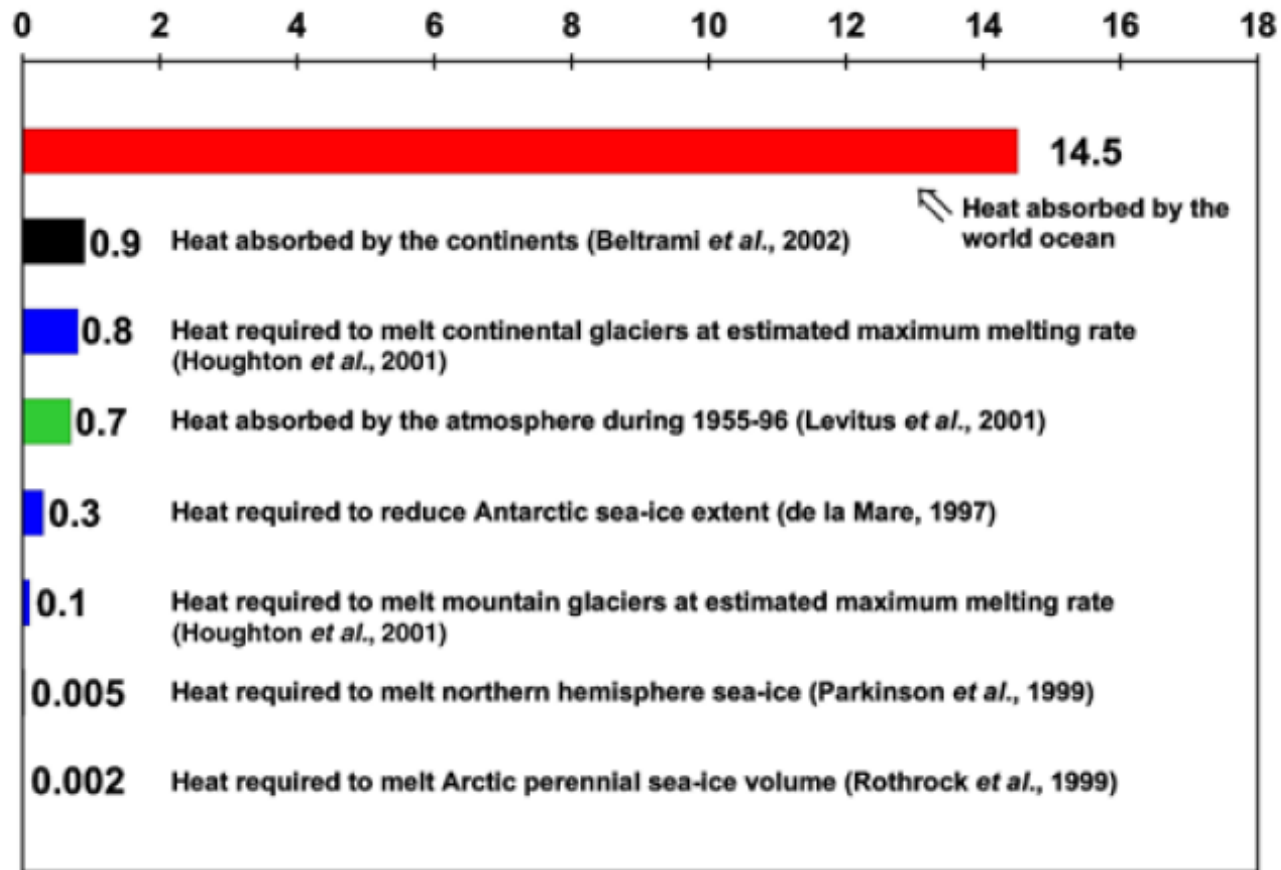 0 2 4 6 8 10 12 14 16 18
14.5
Heat absorbed by the
world ocean
0.9 Heat absorbed by the continents (Beltrami et al., 2002)
0.8 Heat required to melt continental glaciers at estimated maximum melting rate
(Houghton et al., 2001)
0.7 Heat absorbed by the atmosphere during 1955-96 (Levitus et al., 2001)
0.3 Heat required to reduce Antarctic sea-ice extent (de la Mare, 1997)
0.1 Heat required to melt mountain glaciers at estimated maximum melting rate
(Houghton et al., 2001)
0.005 Heat required to melt northern hemisphere sea-ice (Parkinson et al., 1999)
0.002 Heat required to melt Arctic perennial sea-ice volume (Rothrock et al., 1999)